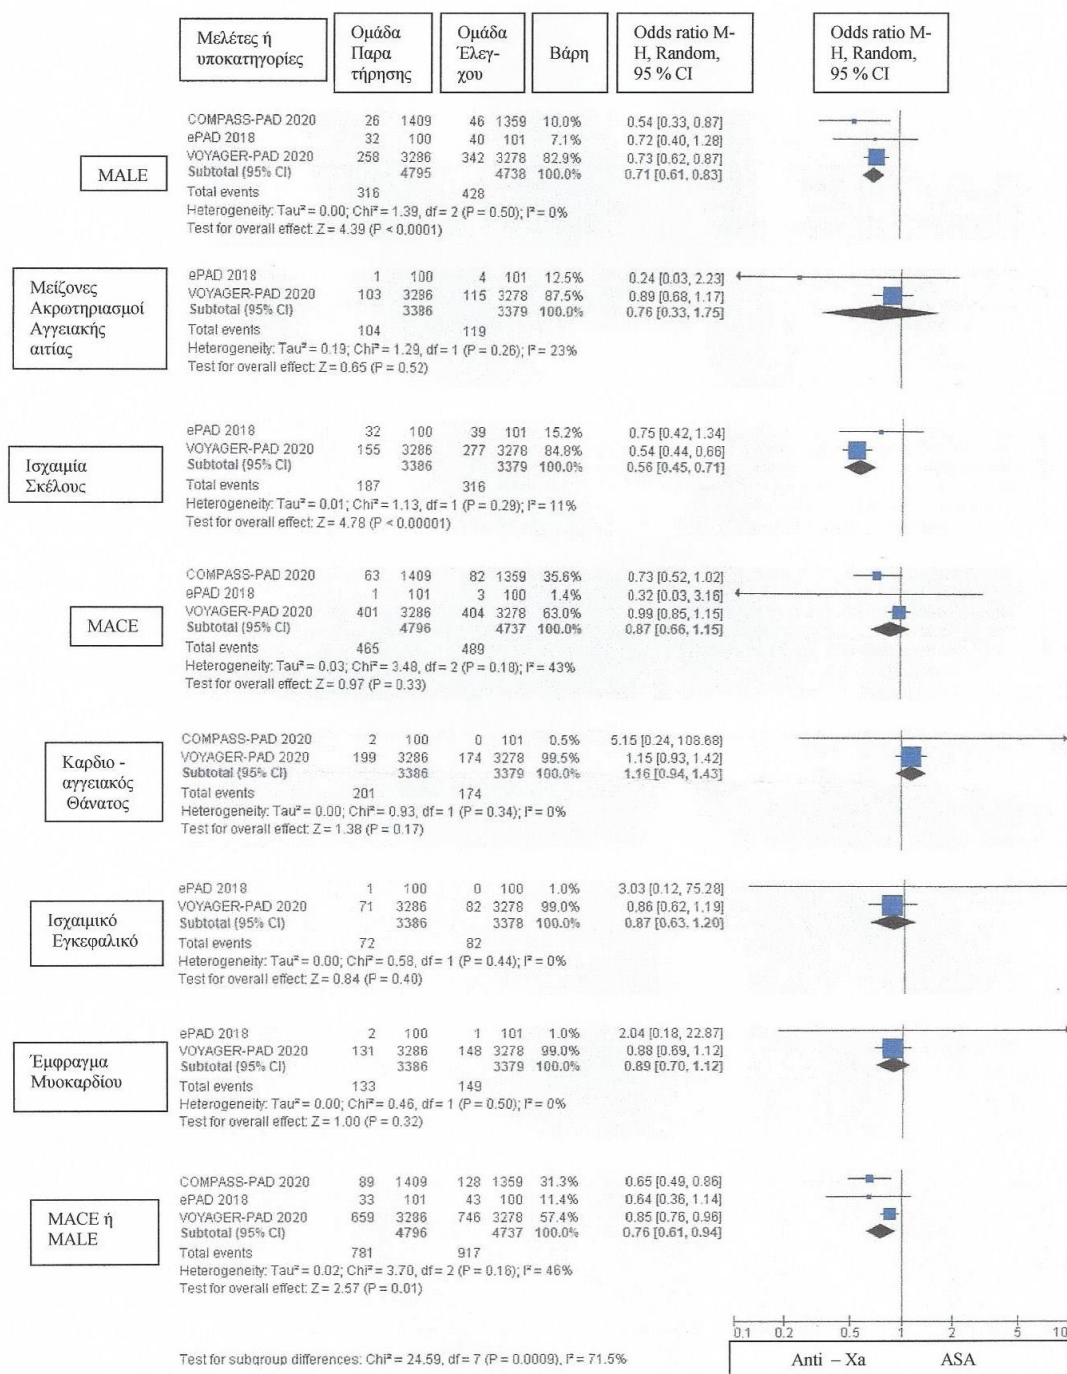 Μελέτες ή
υποκατηγορίες
Ομάδα
Παρα
τήρησης
Ομάδα
Έλεγ-
χου
Βάρη
Odds ratio M-
H, Random,
95 % CI
Odds ratio M-
H, Random,
95 % CI
MALE
COMPASS-PAD 2020 26 1409 46 1359 10.0% 0.54 [0.33, 0.87]
ePAD 2018 32 100 40 101 7.1% 0.72 [0.40, 1.28]
VOYAGER-PAD 2020 258 3286 342 3278 82.9% 0.73 [0.62, 0.87]
Subtotal (95% CI) 4795 4738 100.0% 0.71 [0.61, 0.83]
Total events 316 428
Heterogeneity: Tau² = 0.00; Chi² = 1.39, df = 2 (P = 0.50); I² = 0%
Test for overall effect: Z = 4.39 (P < 0.0001)
Μείζονες
Ακρωτηριασμοί
Αγγειακής
αιτίας
ePAD 2018 1 100 4 101 12.5% 0.24 [0.03, 2.23]
VOYAGER-PAD 2020 103 3286 115 3278 87.5% 0.89 [0.68, 1.17]
Subtotal (95% CI) 3386 3379 100.0% 0.76 [0.33, 1.75]
Total events 104 119
Heterogeneity: Tau² = 0.19; Chi² = 1.29, df = 1 (P = 0.26); I² = 23%
Test for overall effect: Z = 0.65 (P = 0.52)
Ισχαιμία
Σκέλους
ePAD 2018 32 100 39 101 15.2% 0.75 [0.42, 1.34]
VOYAGER-PAD 2020 155 3286 277 3278 84.8% 0.54 [0.44, 0.66]
Subtotal (95% CI) 3386 3379 100.0% 0.56 [0.45, 0.71]
Total events 187 316
Heterogeneity: Tau² = 0.01; Chi² = 1.13, df = 1 (P = 0.29); I² = 11%
Test for overall effect: Z = 4.78 (P < 0.00001)
MACE
COMPASS-PAD 2020 63 1409 82 1359 35.6% 0.73 [0.52, 1.02]
ePAD 2018 1 101 3 100 1.4% 0.32 [0.03, 3.16]
VOYAGER-PAD 2020 401 3286 404 3278 63.0% 0.99 [0.85, 1.15]
Subtotal (95% CI) 4796 4737 100.0% 0.87 [0.66, 1.15]
Total events 465 489
Heterogeneity: Tau² = 0.03; Chi² = 3.48, df = 2 (P = 0.18); I² = 43%
Test for overall effect: Z = 0.97 (P = 0.33)
Καρδιο -
αγγειακός
Θάνατος
COMPASS-PAD 2020 2 100 0 101 0.5% 5.15 [0.24, 108.68]
VOYAGER-PAD 2020 199 3286 174 3278 99.5% 1.15 [0.93, 1.42]
Subtotal (95% CI) 3386 3379 100.0% 1.16 [0.94, 1.43]
Total events 201 174
Heterogeneity: Tau² = 0.00; Chi² = 0.93, df = 1 (P = 0.34); I² = 0%
Test for overall effect: Z = 1.38 (P = 0.17)
Ισχαιμικό
Εγκεφαλικό
ePAD 2018 1 100 0 100 1.0% 3.03 [0.12, 75.28]
VOYAGER-PAD 2020 71 3286 82 3278 99.0% 0.86 [0.62, 1.19]
Subtotal (95% CI) 3386 3378 100.0% 0.87 [0.63, 1.20]
Total events 72 82
Heterogeneity: Tau² = 0.00; Chi² = 0.58, df = 1 (P = 0.44); I² = 0%
Test for overall effect: Z = 0.84 (P = 0.40)
Έμφραγμα
Μυοκαρδίου
ePAD 2018 2 100 1 101 1.0% 2.04 [0.18, 22.87]
VOYAGER-PAD 2020 131 3286 148 3278 99.0% 0.88 [0.69, 1.12]
Subtotal (95% CI) 3386 3379 100.0% 0.89 [0.70, 1.12]
Total events 133 149
Heterogeneity: Tau² = 0.00; Chi² = 0.46, df = 1 (P = 0.50); I² = 0%
Test for overall effect: Z = 1.00 (P = 0.32)
MACE ή
MALE
COMPASS-PAD 2020 89 1409 128 1359 31.3% 0.65 [0.49, 0.86]
ePAD 2018 33 101 43 100 11.4% 0.64 [0.36, 1.14]
VOYAGER-PAD 2020 659 3286 746 3278 57.4% 0.85 [0.76, 0.96]
Subtotal (95% CI) 4796 4737 100.0% 0.76 [0.61, 0.94]
Total events 781 917
Heterogeneity: Tau² = 0.02; Chi² = 3.70, df = 2 (P = 0.16); I² = 46%
Test for overall effect: Z = 2.57 (P = 0.01)
0.1 0.2 0.5 1 2 5 10
Test for subgroup differences: Chi² = 24.59, df = 7 (P = 0.0009), I² = 71.5%
Anti – Xa ASA